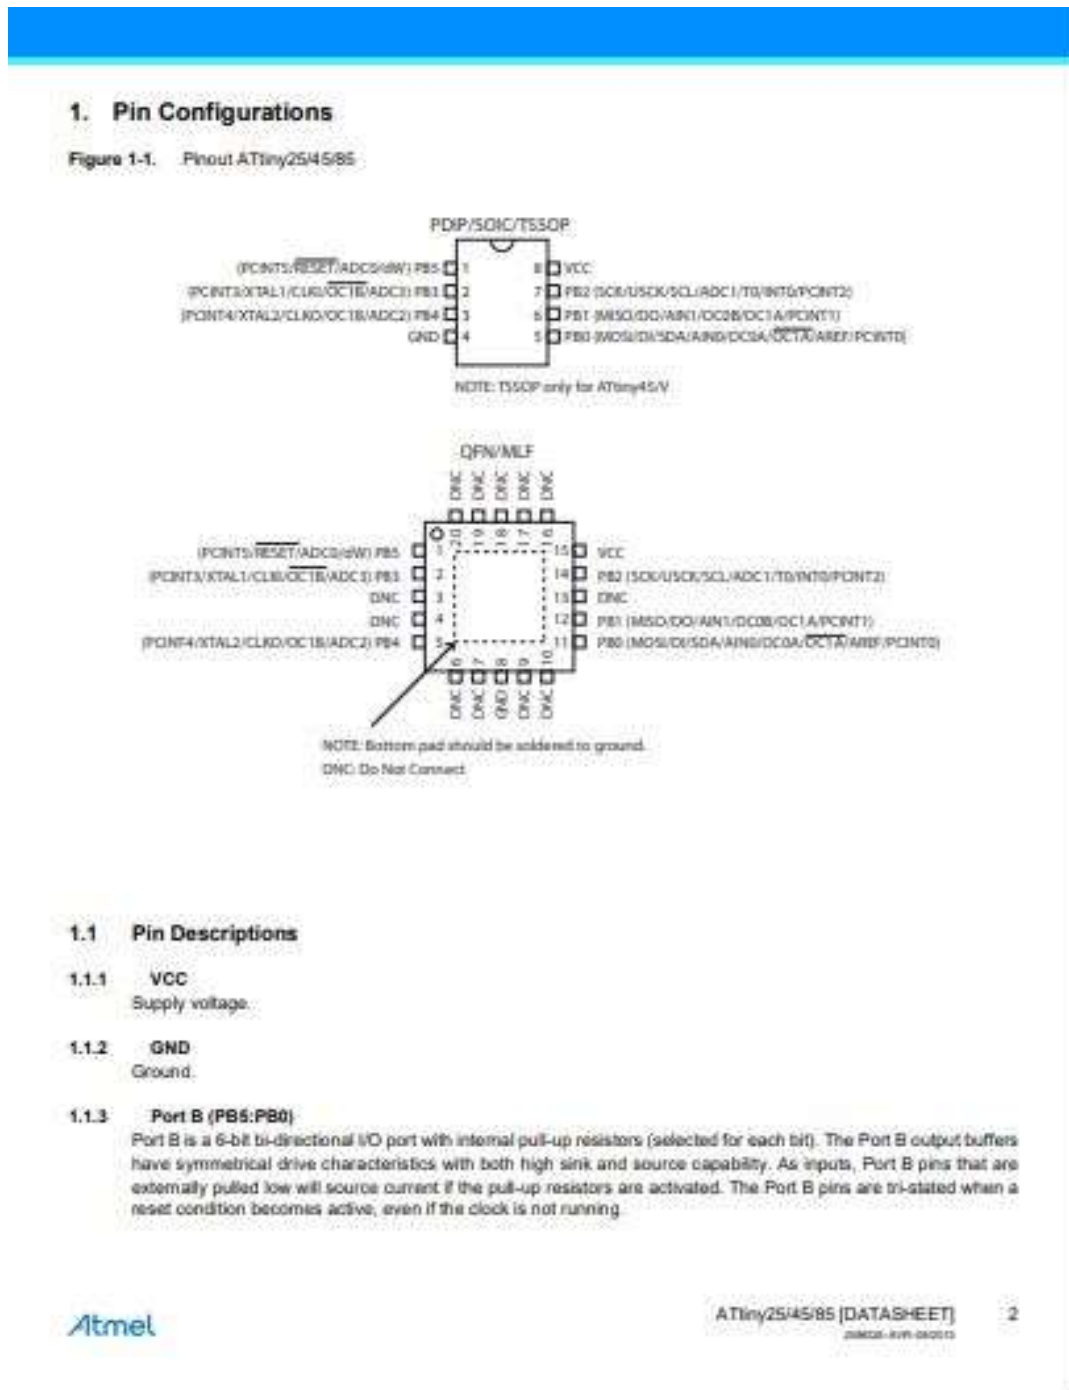 1. Pin Configurations
Figure 1-1. Pinout ATtiny25/45/85
PDIP/SOIC/TSSOP
(PCINT5/RESET/ADC0/dW) PB5 1
(PCINT3/XTAL1/CLKI/OC1B/ADC3) PB3 2
(PCINT4/XTAL2/CLKO/OC1B/ADC2) PB4 3
GND 4
8 VCC
7 PB2 (SCK/USCK/SCL/ADC1/T0/INT0/PCINT2)
6 PB1 (MISO/DO/AIN1/OC0B/OC1A/PCINT1)
5 PB0 (MOSI/DI/SDA/AIN0/OC0A/OC1A/AREF/PCINT0)
NOTE: TSSOP only for ATtiny45/V
QFN/MLF
DNC DNC DNC DNC DNC
20 19 18 17 16
(PCINT5/RESET/ADC0/dW) PB5 1
(PCINT3/XTAL1/CLKI/OC1B/ADC3) PB3 2
DNC 3
DNC 4
(PCINT4/XTAL2/CLKO/OC1B/ADC2) PB4 5
15 VCC
14 PB2 (SCK/USCK/SCL/ADC1/T0/INT0/PCINT2)
13 DNC
12 PB1 (MISO/DO/AIN1/OC0B/OC1A/PCINT1)
11 PB0 (MOSI/DI/SDA/AIN0/OC0A/OC1A/AREF/PCINT0)
6 7 8 9 10
DNC DNC GND DNC DNC
NOTE: Bottom pad should be soldered to ground.
DNC: Do Not Connect
1.1 Pin Descriptions
1.1.1 VCC
Supply voltage.
1.1.2 GND
Ground.
1.1.3 Port B (PB5:PB0)
Port B is a 6-bit bi-directional I/O port with internal pull-up resistors (selected for each bit). The Port B output buffers
have symmetrical drive characteristics with both high sink and source capability. As inputs, Port B pins that are
externally pulled low will source current if the pull-up resistors are activated. The Port B pins are tri-stated when a
reset condition becomes active, even if the clock is not running.
Atmel
ATtiny25/45/85 [DATASHEET] 2